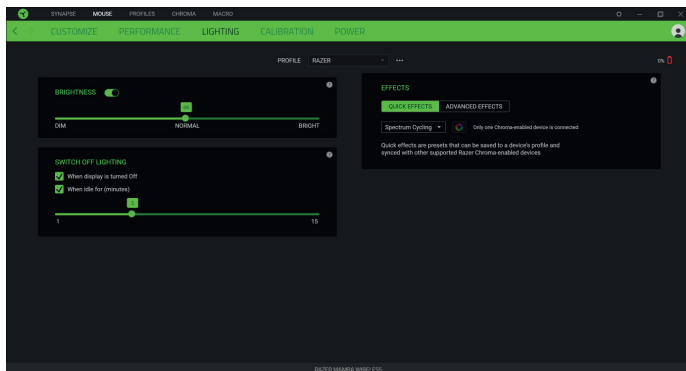 SYNAPSE MOUSE PROFILES CHROMA MACRO
CUSTOMIZE PERFORMANCE LIGHTING CALIBRATION POWER
PROFILE RAZER
0%
BRIGHTNESS
DIM NORMAL BRIGHT
SWITCH OFF LIGHTING
When display is turned Off
When idle for (minutes)
5
1 15
EFFECTS
QUICK EFFECTS ADVANCED EFFECTS
Spectrum Cycling Only one Chroma-enabled device is connected
Quick effects are presets that can be saved to a device's profile and
synced with other supported Razer Chroma-enabled devices
RAZER MAMBA WIRELESS